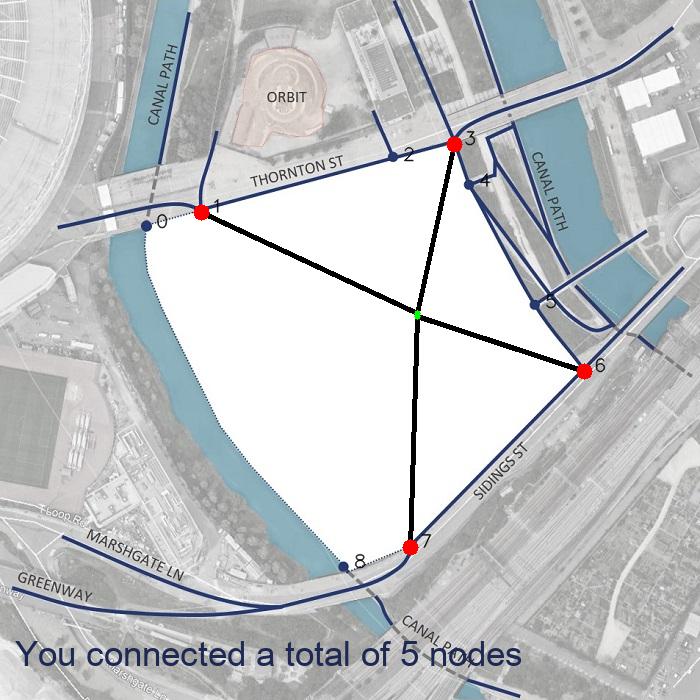 CANAL PATH
ORBIT
3
2
THORNTON ST
CANAL PATH
4
1
0
5
6
SIDINGS ST
7
8
MARSHGATE LN
GREENWAY
CANAL PATH
You connected a total of 5 nodes